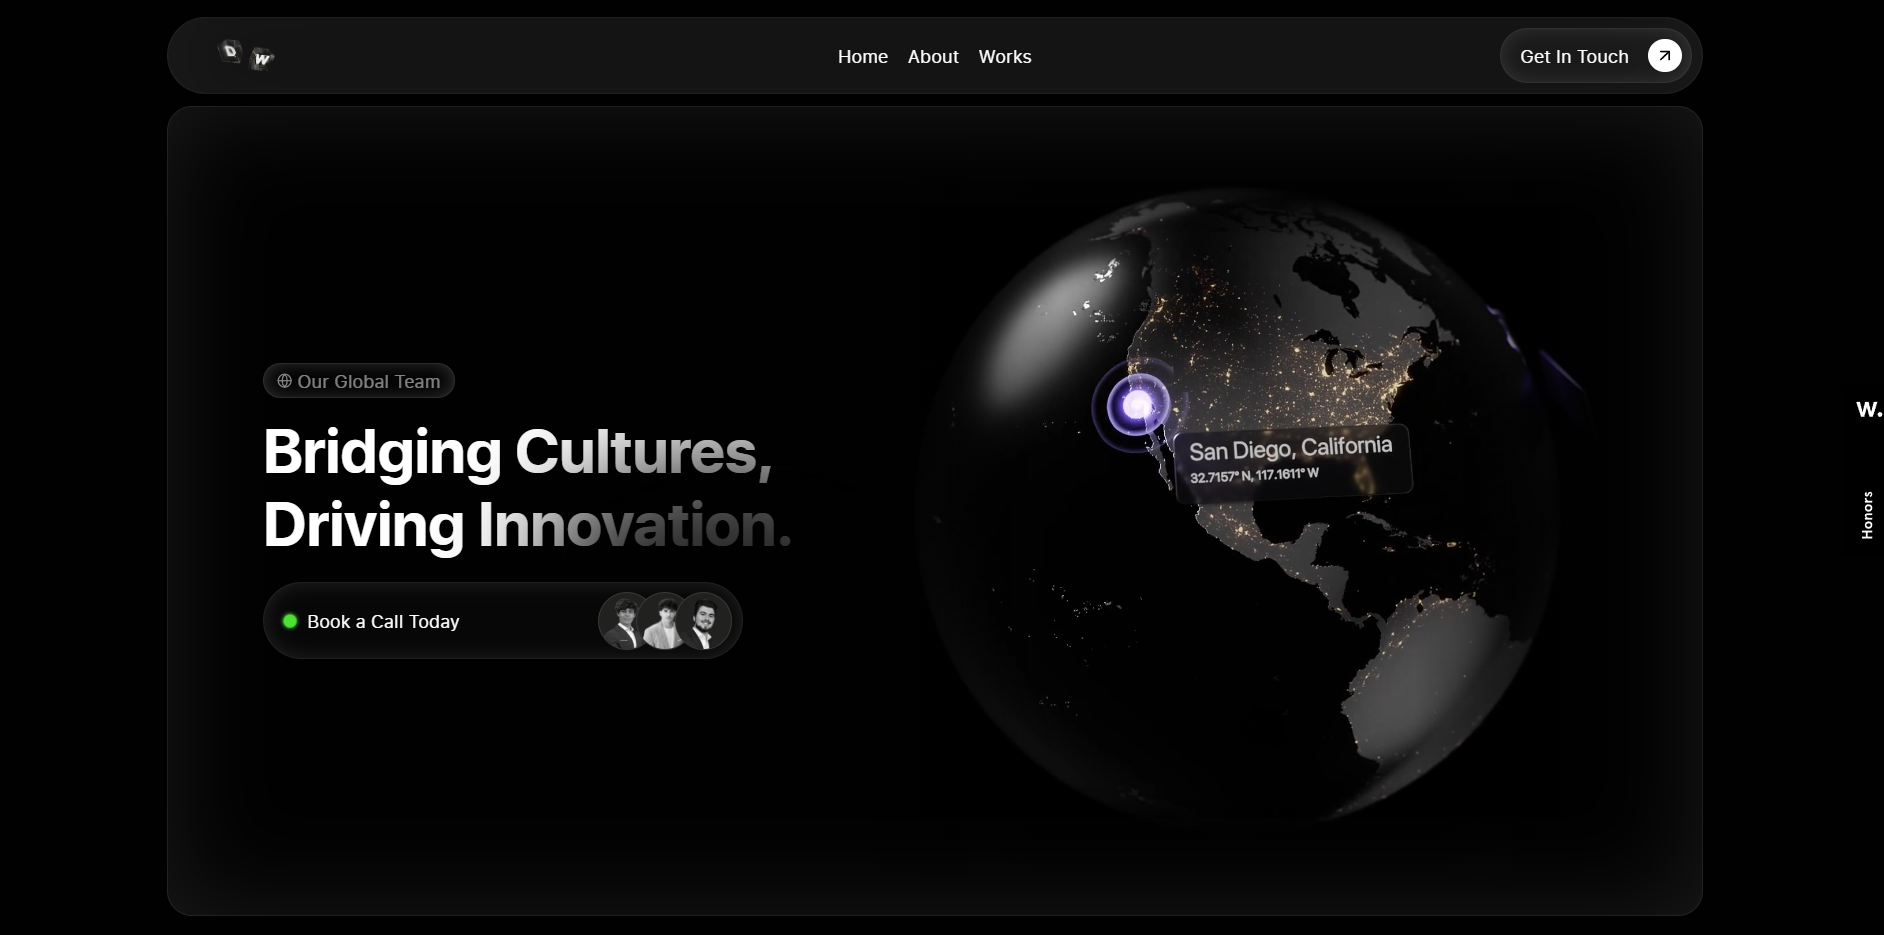 D
W
Home About Works
Get In Touch
Our Global Team
Bridging Cultures,
Driving Innovation.
Book a Call Today
San Diego, California
32.7157° N, 117.1611° W
W.
Honors